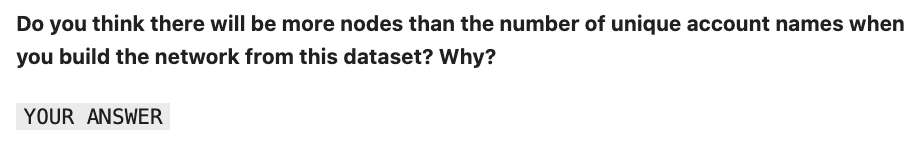 Do you think there will be more nodes than the number of unique account names when
you build the network from this dataset? Why?
YOUR ANSWER